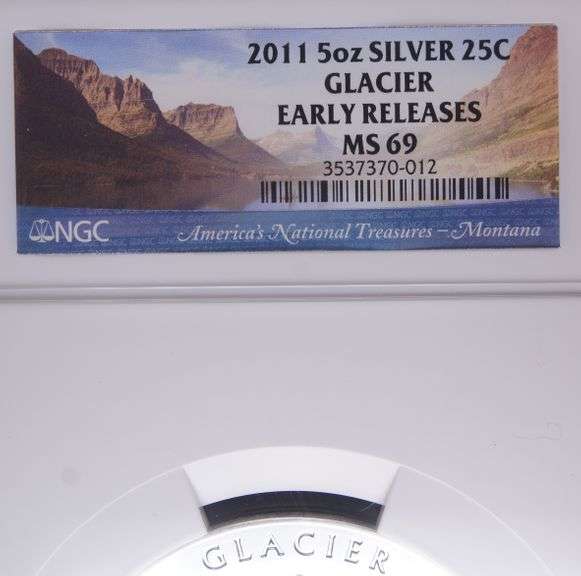 2011 5oz SILVER 25C
GLACIER
EARLY RELEASES
MS 69
3537370-012
NGC
America's National Treasures – Montana
GLACIER